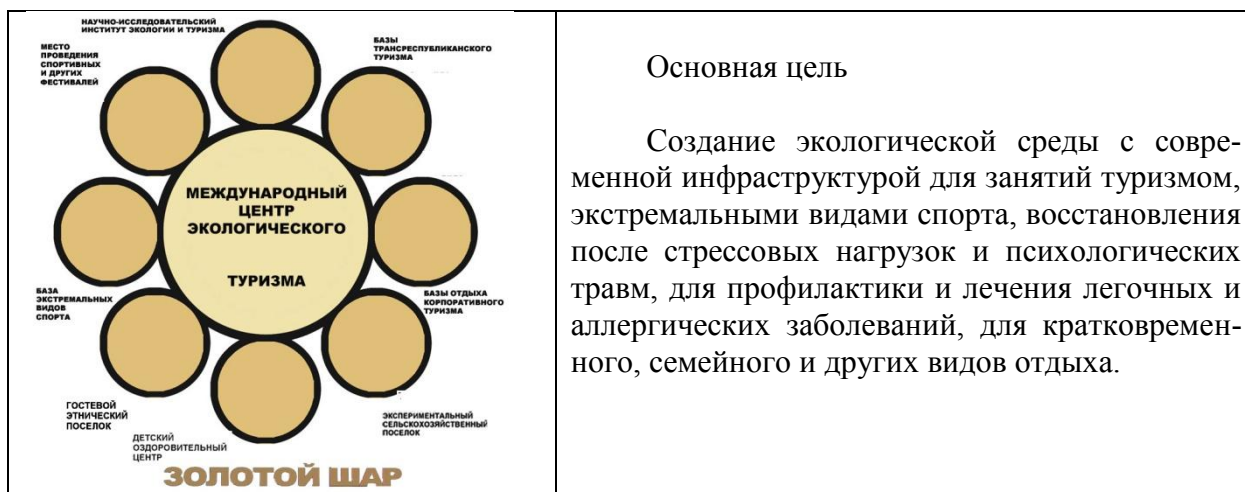 НАУЧНО-ИССЛЕДОВАТЕЛЬСКИЙ
ИНСТИТУТ ЭКОЛОГИИ И ТУРИЗМА
МЕСТО
ПРОВЕДЕНИЯ
СПОРТИВНЫХ
И ДРУГИХ
ФЕСТИВАЛЕЙ
БАЗЫ
ТРАНСРЕСПУБЛИКАНСКОГО
ТУРИЗМА
МЕЖДУНАРОДНЫЙ
ЦЕНТР
ЭКОЛОГИЧЕСКОГО
ТУРИЗМА
БАЗА
ЭКСТРЕМАЛЬНЫХ
ВИДОВ
СПОРТА
БАЗЫ ОТДЫХА
КОРПОРАТИВНОГО
ТУРИЗМА
ГОСТЕВОЙ
ЭТНИЧЕСКИЙ
ПОСЕЛОК
ДЕТСКИЙ
ОЗДОРОВИТЕЛЬНЫЙ
ЦЕНТР
ЭКСПЕРИМЕНТАЛЬНЫЙ
СЕЛЬСКОХОЗЯЙСТВЕННЫЙ
ПОСЕЛОК
ЗОЛОТОЙ ШАР
Основная цель
Создание экологической среды с совре-
менной инфраструктурой для занятий туризмом,
экстремальными видами спорта, восстановления
после стрессовых нагрузок и психологических
травм, для профилактики и лечения легочных и
аллергических заболеваний, для кратковремен-
ного, семейного и других видов отдыха.